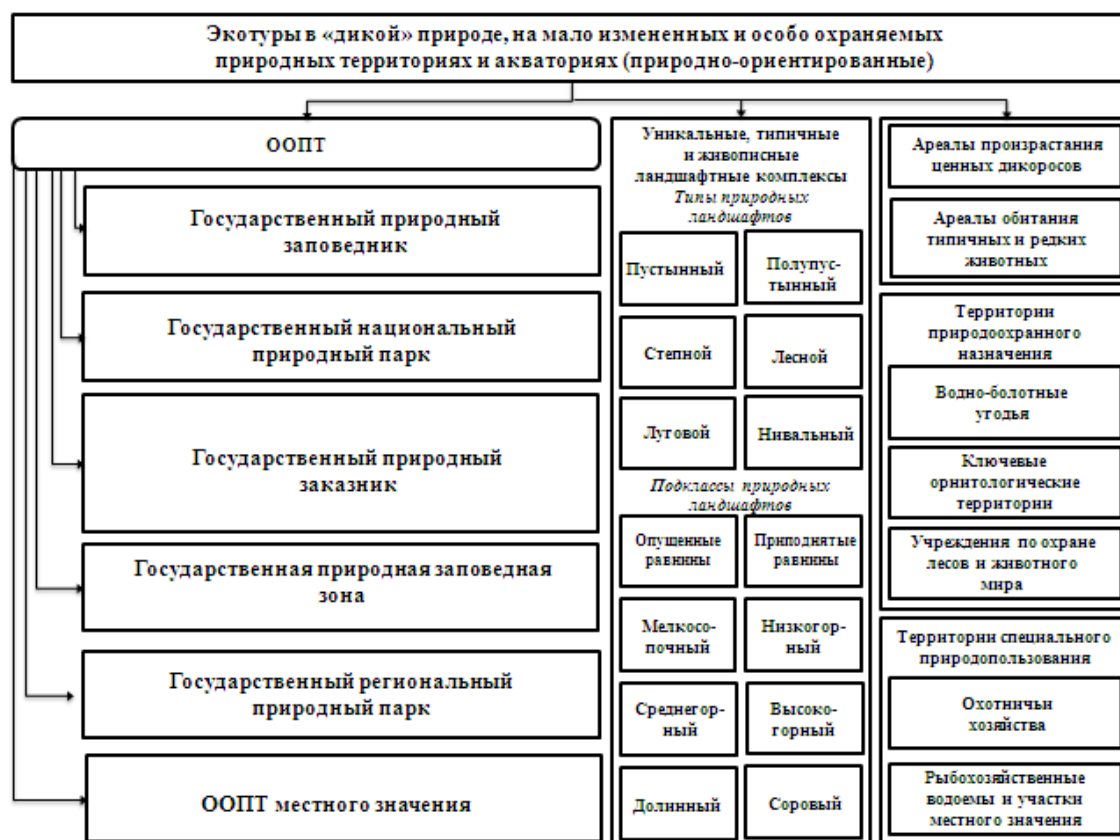 Экотуры в «дикой» природе, на мало измененных и особо охраняемых
природных территориях и акваториях (природно-ориентированные)
ООПТ
Государственный природный
заповедник
Государственный национальный
природный парк
Государственный природный
заказник
Государственная природная заповедная
зона
Государственный региональный
природный парк
ООПТ местного значения
Уникальные, типичные
и живописные
ландшафтные комплексы
Типы природных
ландшафтов
Пустынный
Полупус-
тынный
Степной
Лесной
Луговой
Нивальный
Подклассы природных
ландшафтов
Опущенные
равнины
Приподнятые
равнины
Мелкосо-
почный
Низкогор-
ный
Среднегор-
ный
Высоко-
горный
Долинный
Соровый
Ареалы произрастания
ценных дикоросов
Ареалы обитания
типичных и редких
животных
Территории
природоохранного
назначения
Водно-болотные
угодья
Ключевые
орнитологические
территории
Учреждения по охране
лесов и животного
мира
Территории специального
природопользования
Охотничьи
хозяйства
Рыбохозяйственные
водоемы и участки
местного значения